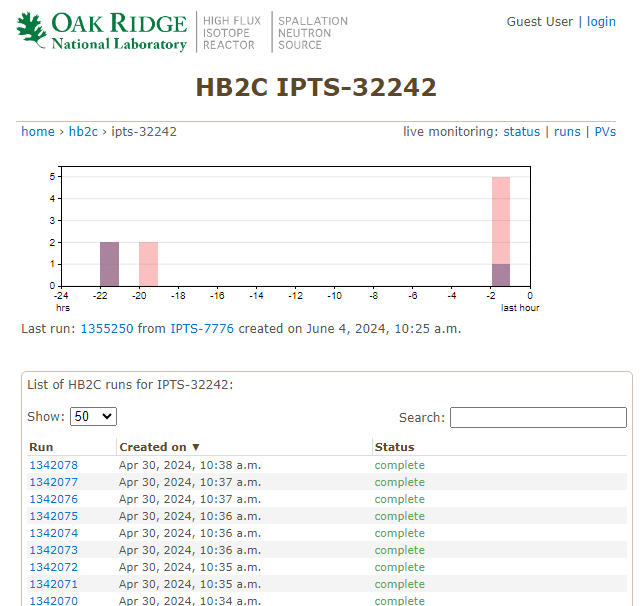 OAK RIDGE
National Laboratory
HIGH FLUX
ISOTOPE
REACTOR
SPALLATION
NEUTRON
SOURCE
Guest User | login
HB2C IPTS-32242
home › hb2c › ipts-32242
live monitoring: status | runs | PVs
5
4
3
2
1
0
-24 -22 -20 -18 -16 -14 -12 -10 -8 -6 -4 -2 0
hrs last hour
Last run: 1355250 from IPTS-7776 created on June 4, 2024, 10:25 a.m.
List of HB2C runs for IPTS-32242:
Show: 50 Search:
Run Created on ▼ Status
1342078 Apr 30, 2024, 10:38 a.m. complete
1342077 Apr 30, 2024, 10:37 a.m. complete
1342076 Apr 30, 2024, 10:37 a.m. complete
1342075 Apr 30, 2024, 10:36 a.m. complete
1342074 Apr 30, 2024, 10:36 a.m. complete
1342073 Apr 30, 2024, 10:36 a.m. complete
1342072 Apr 30, 2024, 10:35 a.m. complete
1342071 Apr 30, 2024, 10:35 a.m. complete
1342070 Apr 30, 2024, 10:34 a.m. complete